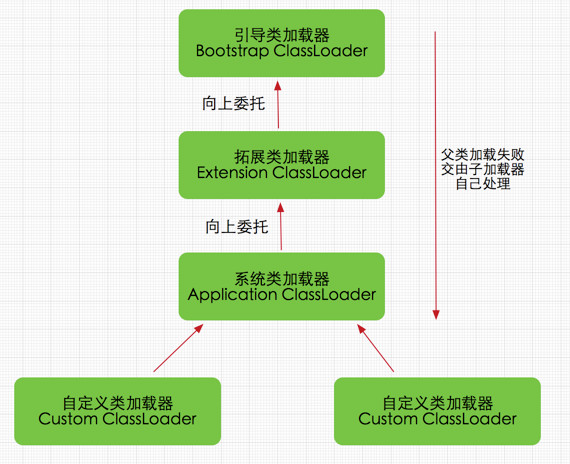 引导类加载器
Bootstrap ClassLoader
向上委托
拓展类加载器
Extension ClassLoader
父类加载失败
交由子加载器
自己处理
向上委托
系统类加载器
Application ClassLoader
自定义类加载器
Custom ClassLoader
自定义类加载器
Custom ClassLoader